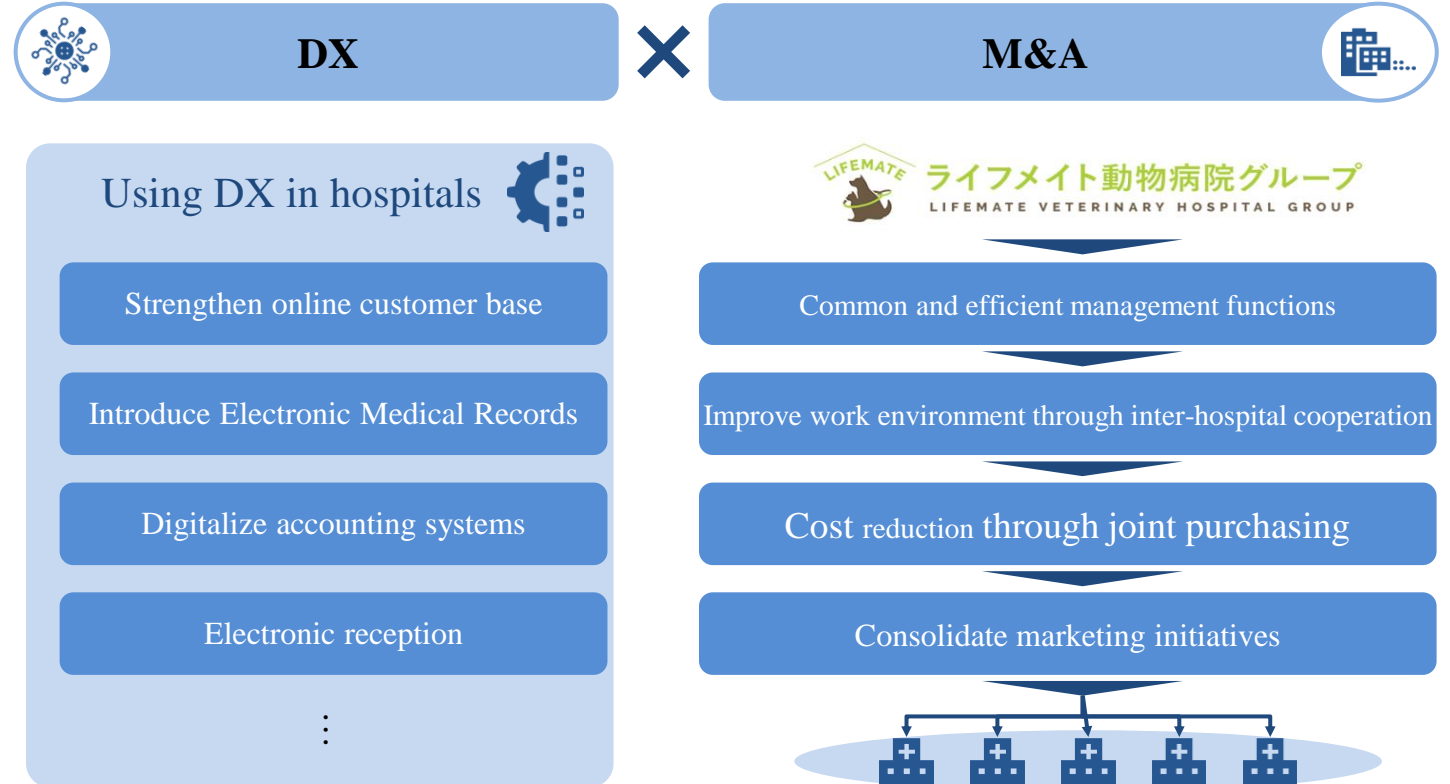 DX
M&A
Using DX in hospitals
Strengthen online customer base
Introduce Electronic Medical Records
Digitalize accounting systems
Electronic reception
⋮
LIFEMATE
ライフメイト動物病院グループ
LIFEMATE VETERINARY HOSPITAL GROUP
Common and efficient management functions
Improve work environment through inter-hospital cooperation
Cost reduction through joint purchasing
Consolidate marketing initiatives